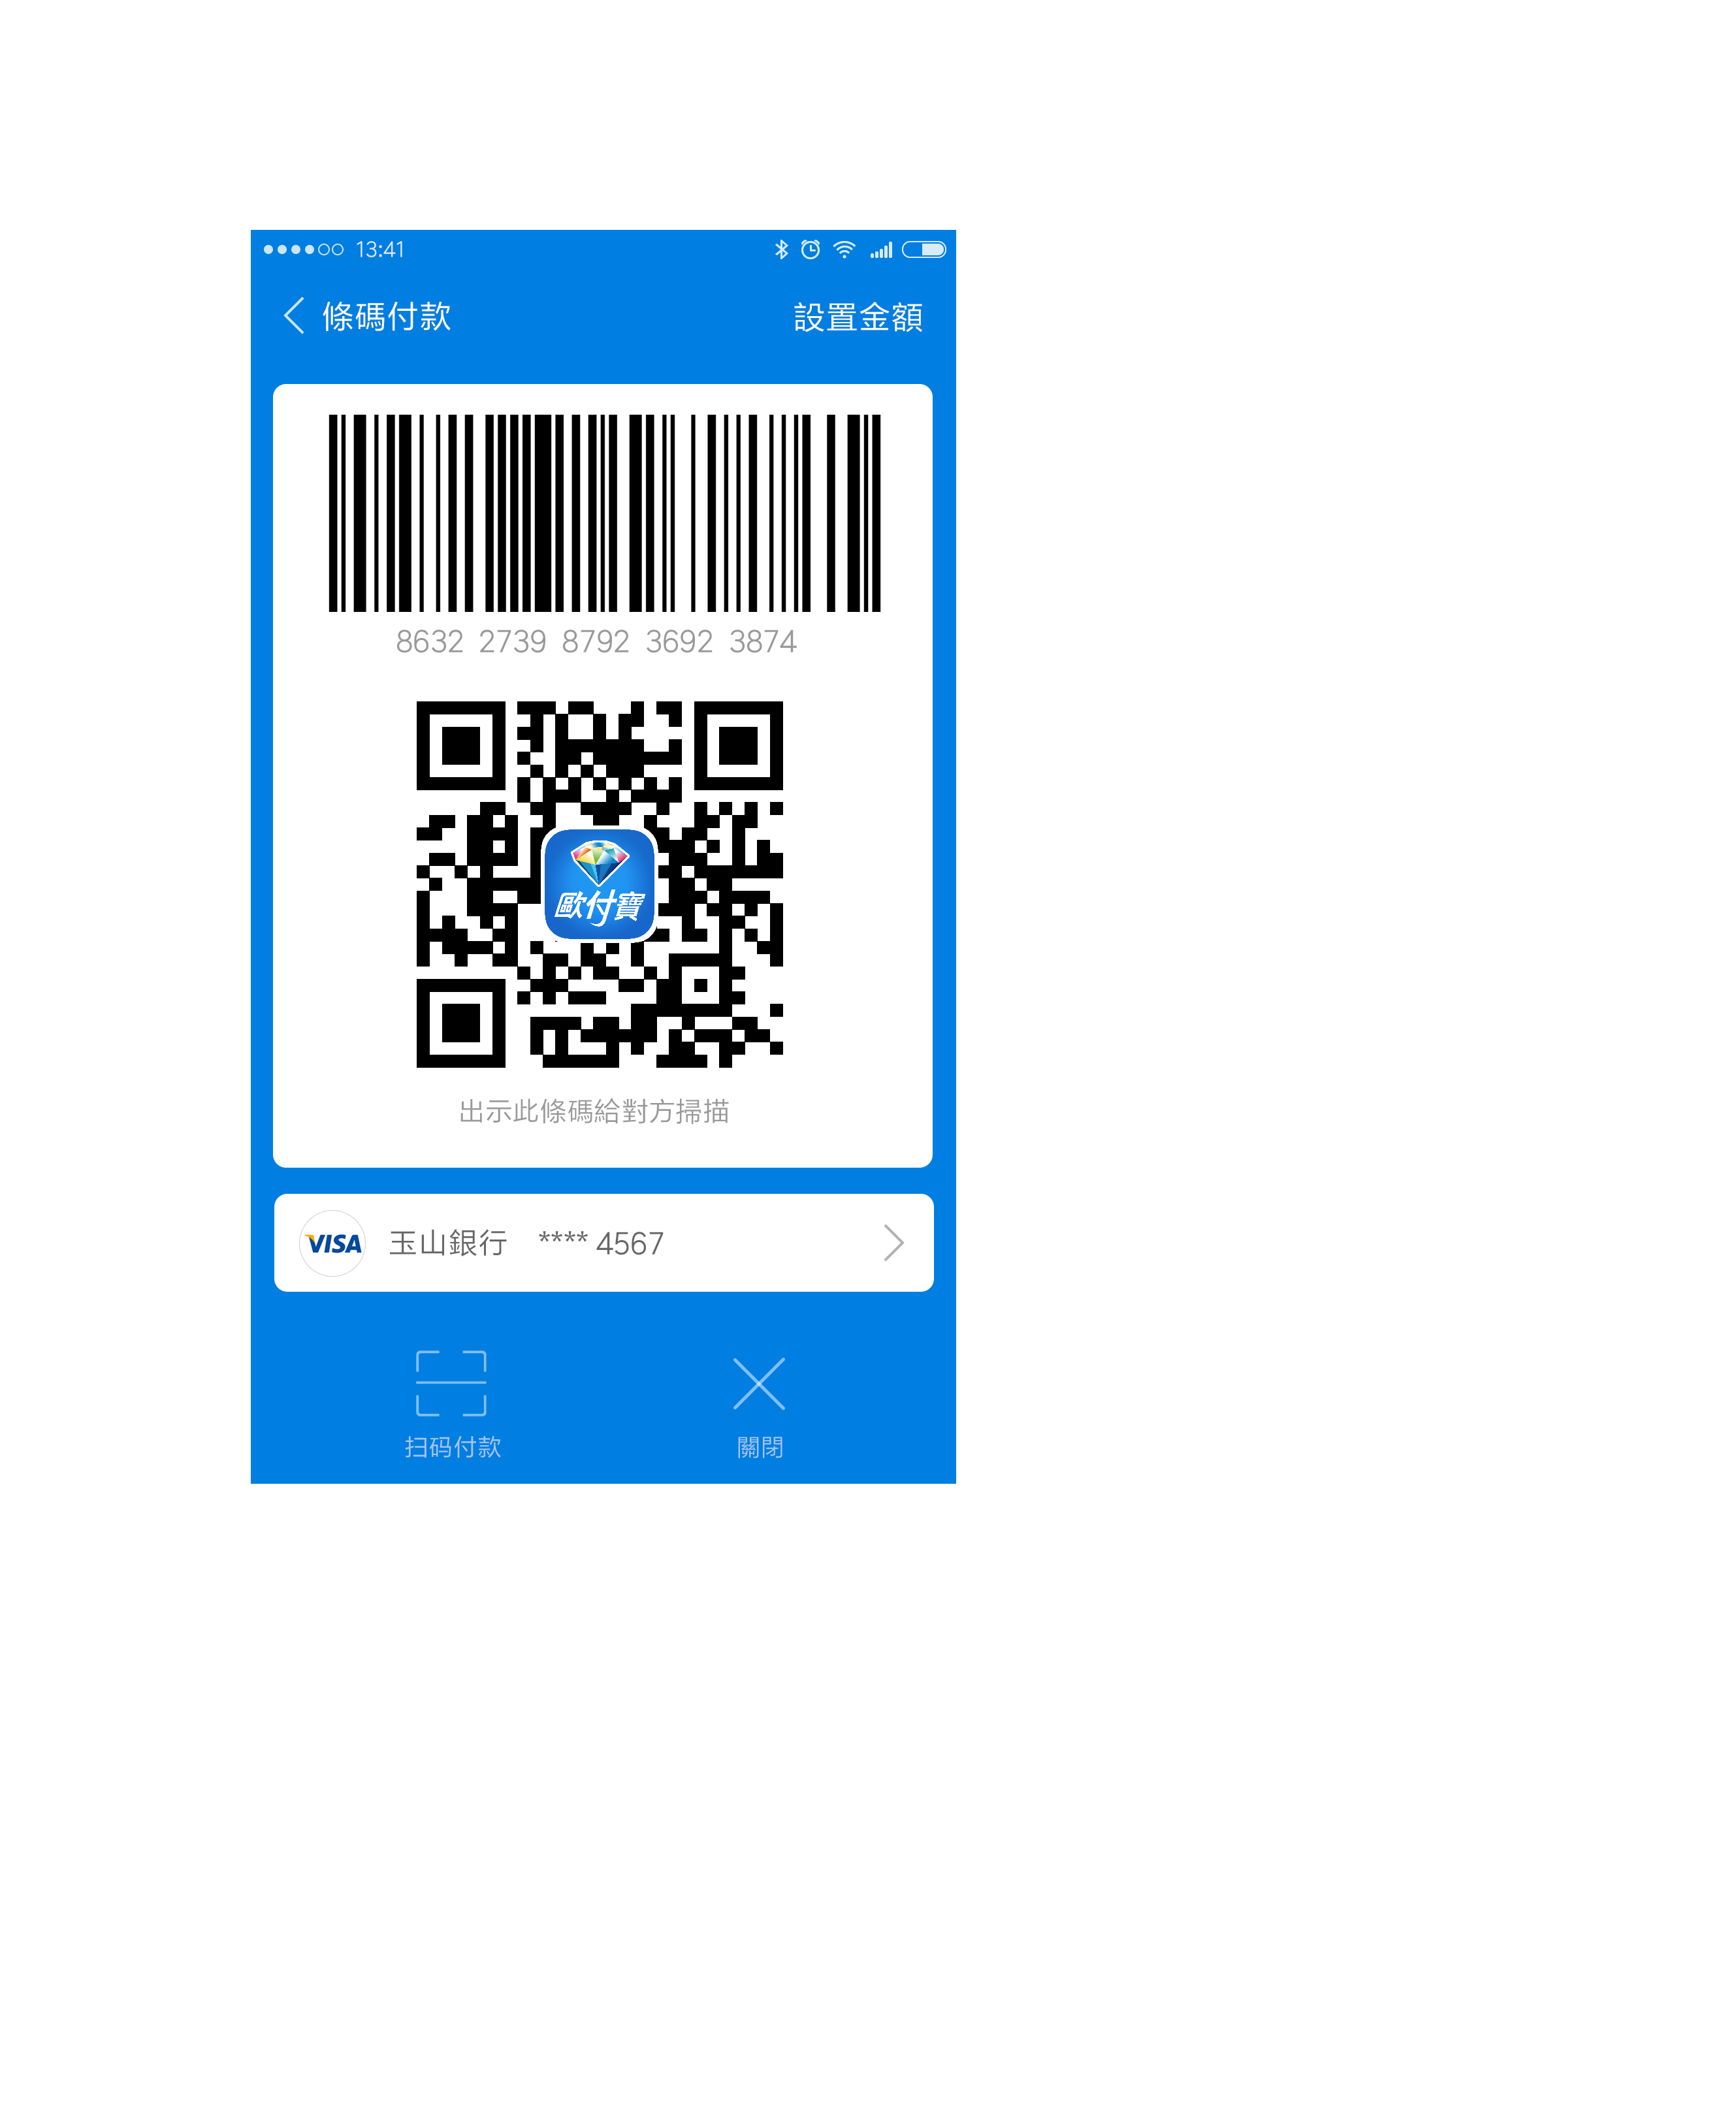 13:41
條碼付款 設置金額
8632 2739 8792 3692 3874
歐付寶
出示此條碼給對方掃描
VISA 玉山銀行 **** 4567
扫码付款 關閉